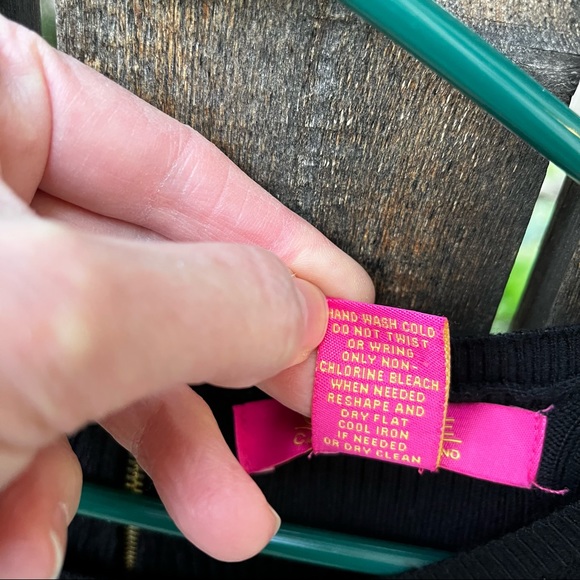 HAND WASH COLD
DO NOT TWIST
OR WRING
ONLY NON-
CHLORINE BLEACH
WHEN NEEDED
RESHAPE AND
DRY FLAT
COOL IRON
IF NEEDED
OR DRY CLEAN